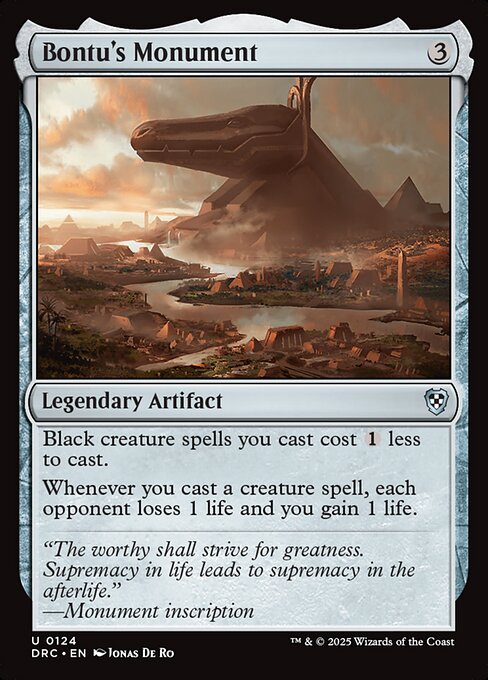 Bontu's Monument 3
Legendary Artifact
Black creature spells you cast cost 1 less
to cast.
Whenever you cast a creature spell, each
opponent loses 1 life and you gain 1 life.
“The worthy shall strive for greatness.
Supremacy in life leads to supremacy in the
afterlife.”
—Monument inscription
U 0124
DRC • EN Jonas De Ro
™ & © 2025 Wizards of the Coast